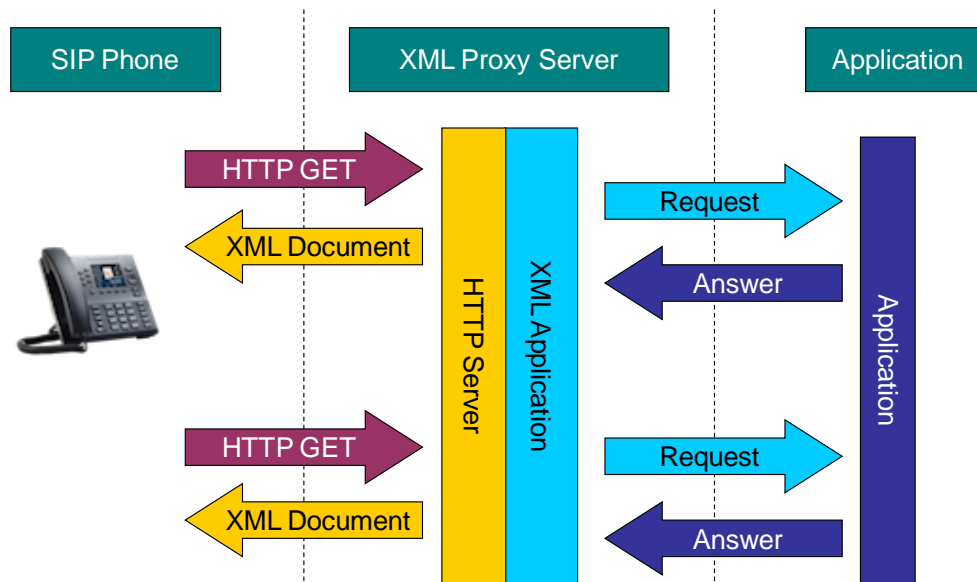 SIP Phone
XML Proxy Server
Application
HTTP GET
Request
XML Document
Answer
HTTP Server
XML Application
Application
HTTP GET
Request
XML Document
Answer